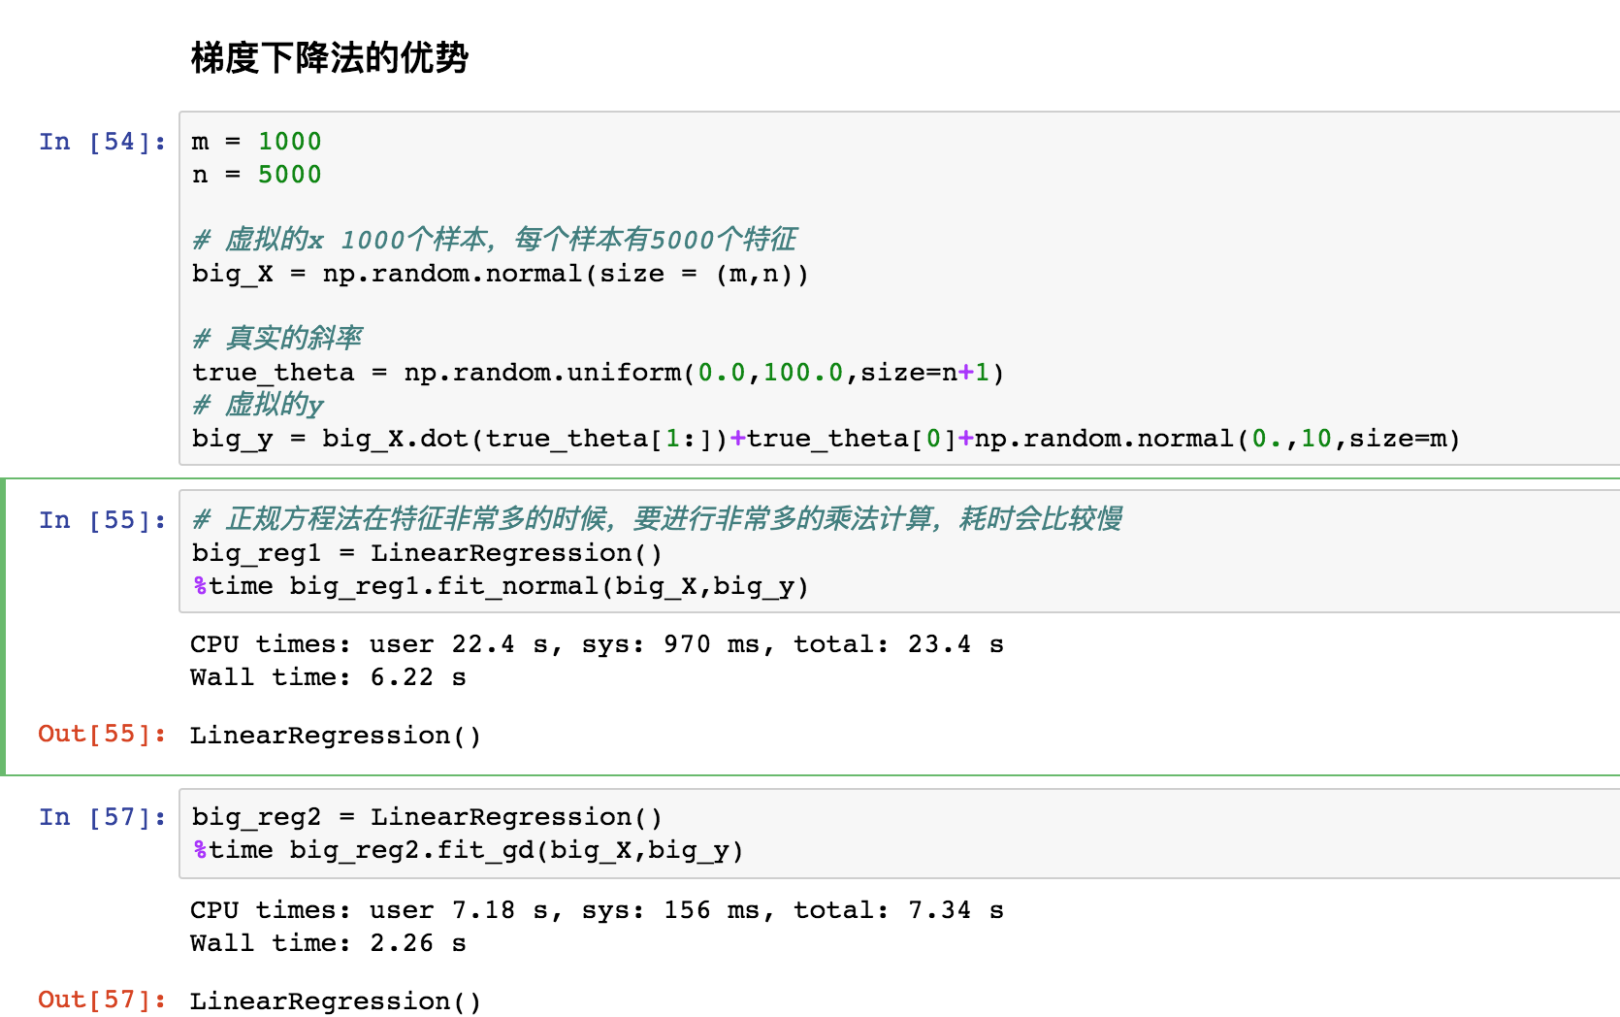 梯度下降法的优势
In [54]:
m = 1000
n = 5000
# 虚拟的x 1000个样本，每个样本有5000个特征
big_X = np.random.normal(size = (m,n))
# 真实的斜率
true_theta = np.random.uniform(0.0,100.0,size=n+1)
# 虚拟的y
big_y = big_X.dot(true_theta[1:])+true_theta[0]+np.random.normal(0.,10,size=m)
In [55]:
# 正规方程法在特征非常多的时候，要进行非常多的乘法计算，耗时会比较慢
big_reg1 = LinearRegression()
%time big_reg1.fit_normal(big_X,big_y)
CPU times: user 22.4 s, sys: 970 ms, total: 23.4 s
Wall time: 6.22 s
Out[55]: LinearRegression()
In [57]:
big_reg2 = LinearRegression()
%time big_reg2.fit_gd(big_X,big_y)
CPU times: user 7.18 s, sys: 156 ms, total: 7.34 s
Wall time: 2.26 s
Out[57]: LinearRegression()